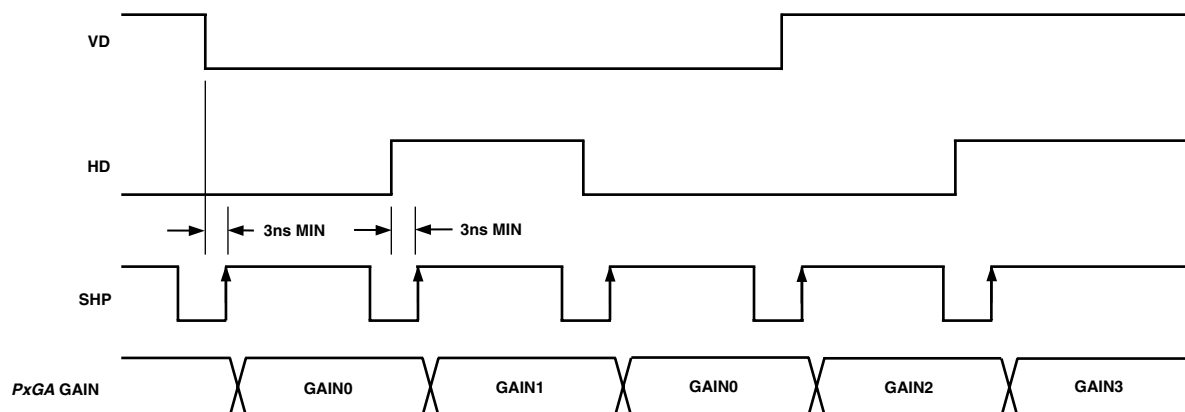 VD
HD
3ns MIN
3ns MIN
SHP
PxGA GAIN
GAIN0
GAIN1
GAIN0
GAIN2
GAIN3